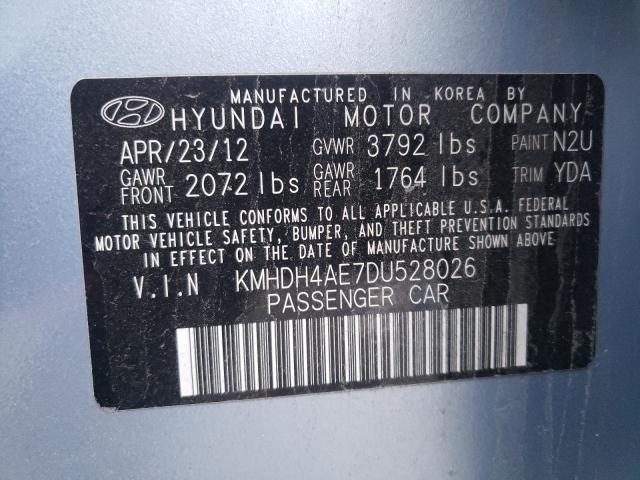 MANUFACTURED IN KOREA BY
HYUNDAI MOTOR COMPANY
APR/23/12 GVWR 3792 lbs PAINT N2U
GAWR FRONT 2072 lbs GAWR REAR 1764 lbs TRIM YDA
THIS VEHICLE CONFORMS TO ALL APPLICABLE U.S.A. FEDERAL
MOTOR VEHICLE SAFETY, BUMPER, AND THEFT PREVENTION STANDARDS
IN EFFECT ON THE DATE OF MANUFACTURE SHOWN ABOVE.
V.I.N KMHDH4AE7DU528026
PASSENGER CAR